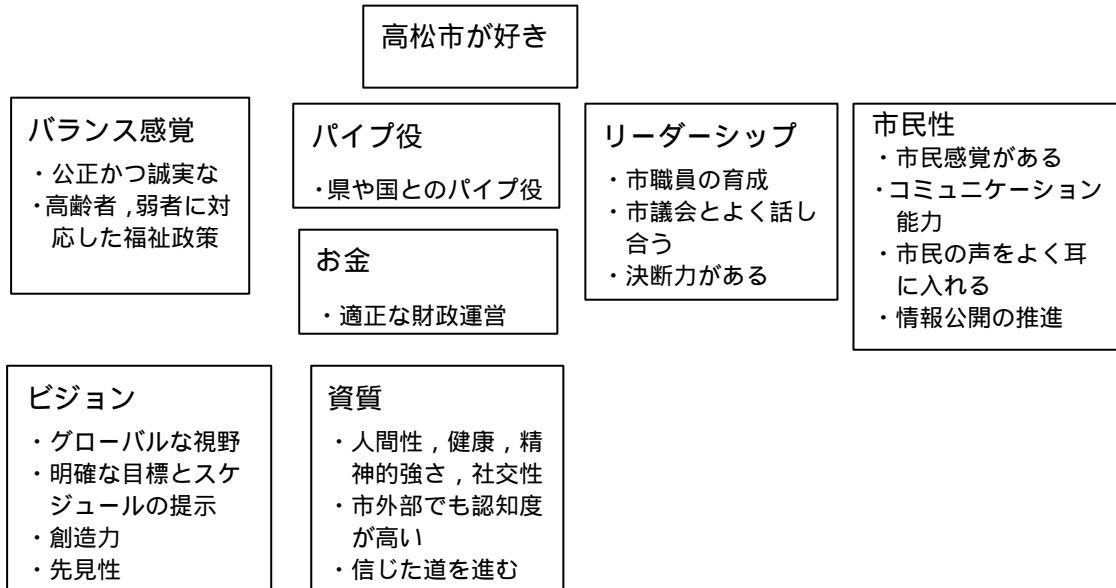 高松市が好き
バランス感覚
・公正かつ誠実な
・高齢者，弱者に対
応した福祉政策
パイプ役
・県や国とのパイプ役
お金
・適正な財政運営
リーダーシップ
・市職員の育成
・市議会とよく話し
合う
・決断力がある
市民性
・市民感覚がある
・コミュニケーション
能力
・市民の声をよく耳
に入れる
・情報公開の推進
ビジョン
・グローバルな視野
・明確な目標とスケ
ジュールの提示
・創造力
・先見性
資質
・人間性，健康，精
神的強さ，社交性
・市外部でも認知度
が高い
・信じた道を進む